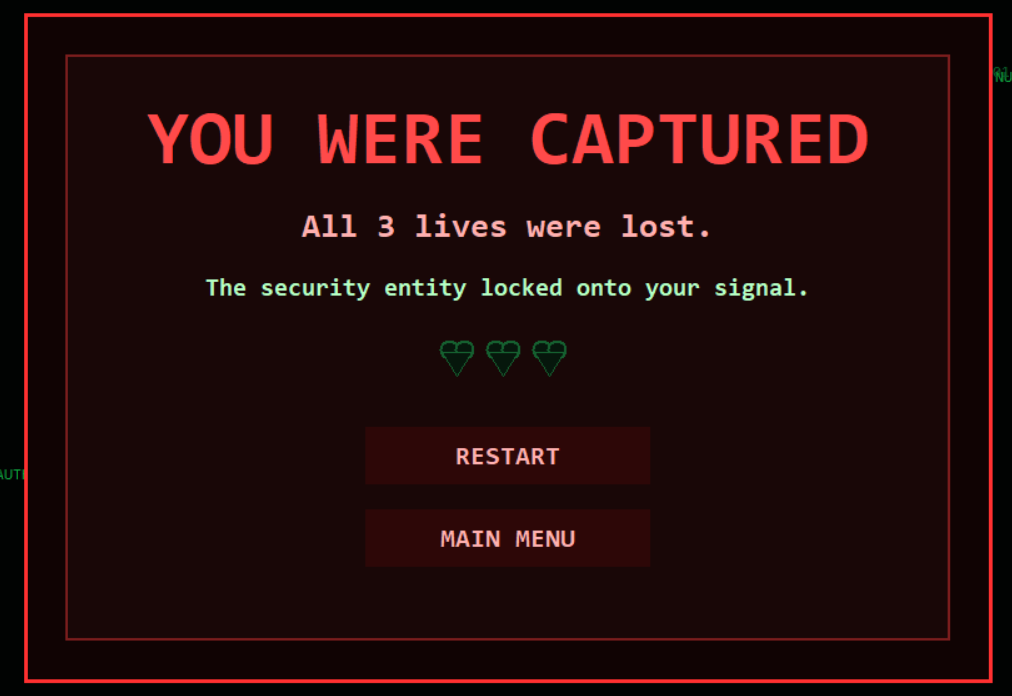 YOU WERE CAPTURED
All 3 lives were lost.
The security entity locked onto your signal.
RESTART
MAIN MENU